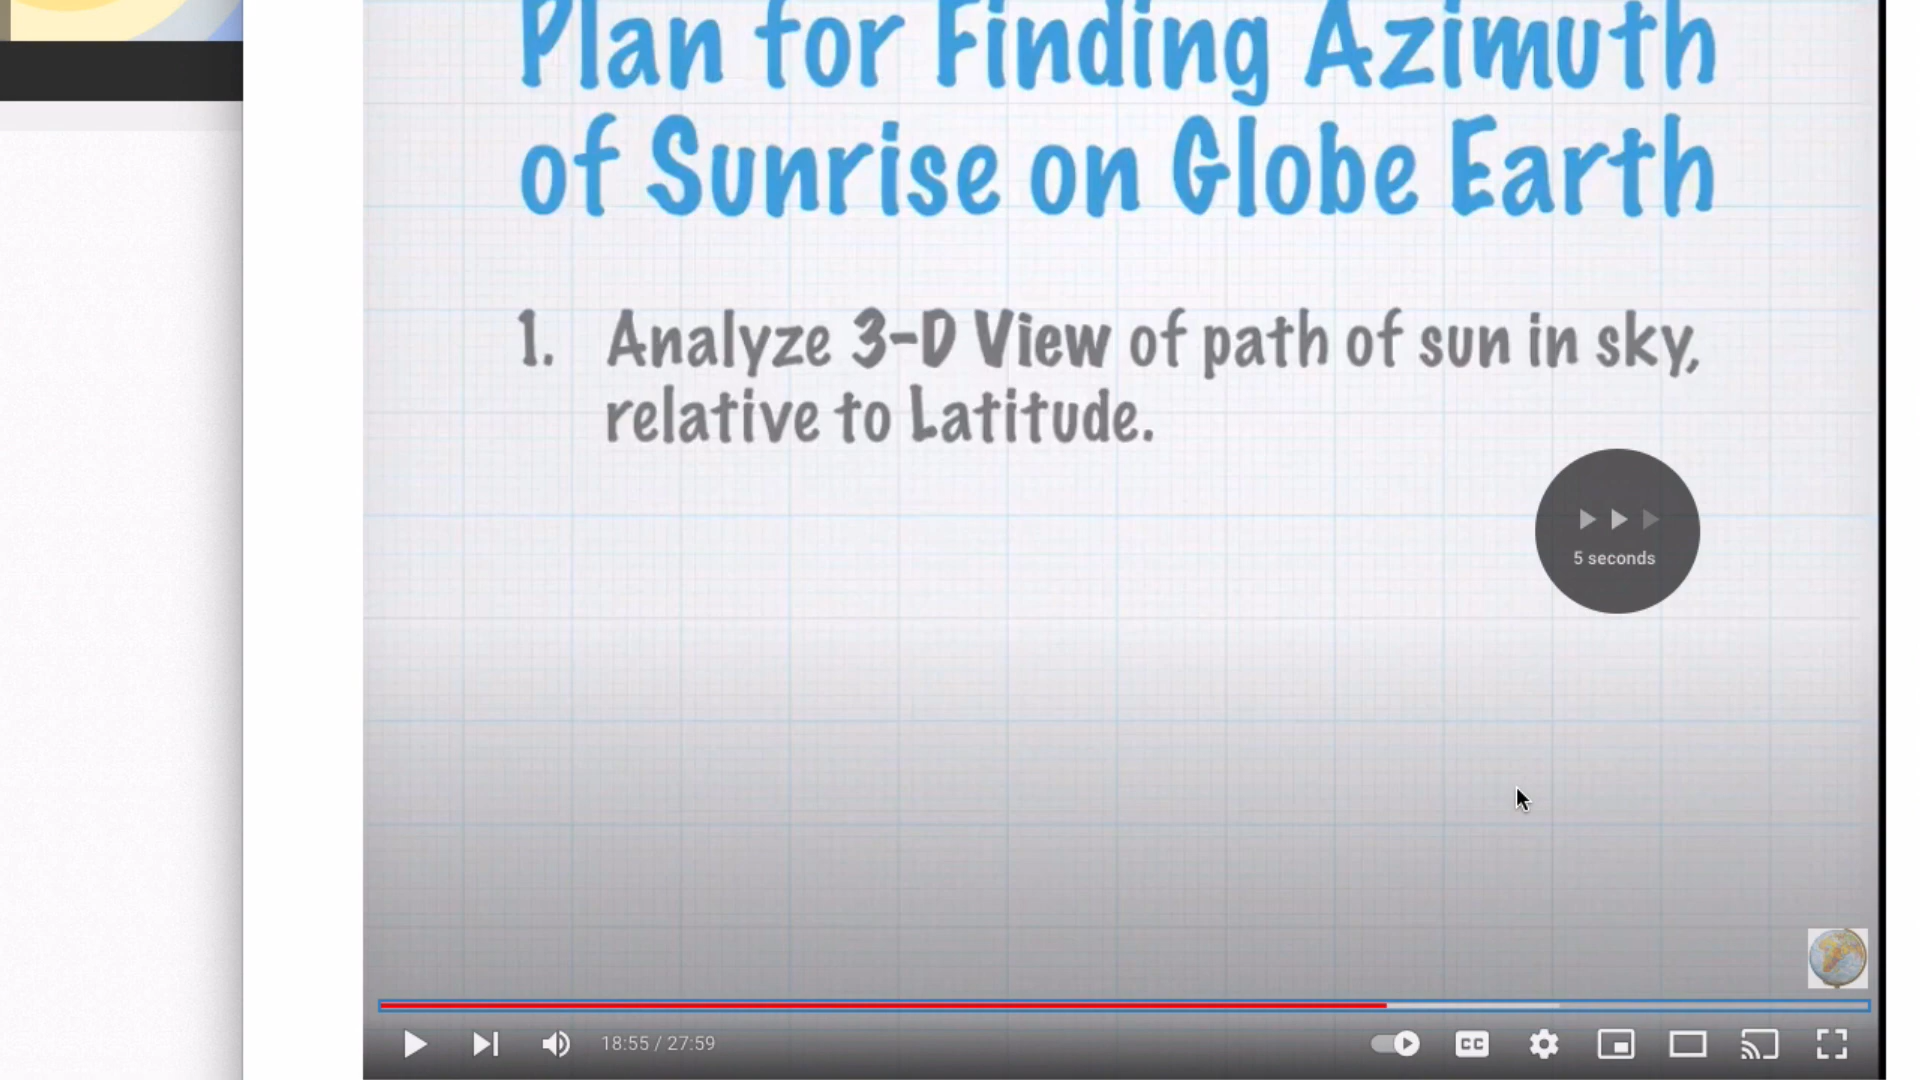 Plan for Finding Azimuth
of Sunrise on Globe Earth
1. Analyze 3-D View of path of sun in sky,
relative to Latitude.
5 seconds
18:55 / 27:59
CC